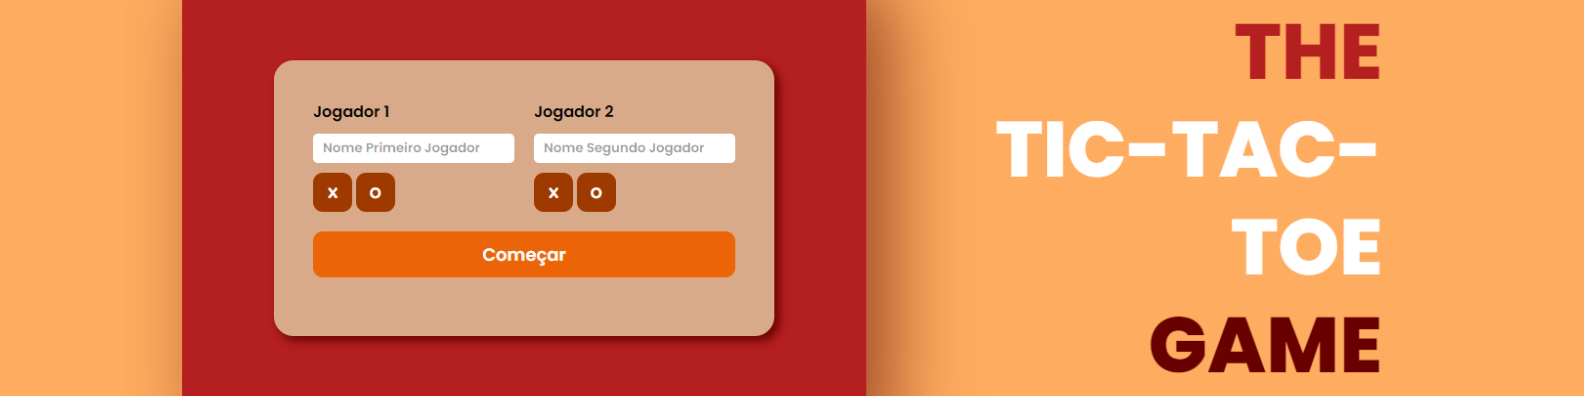 Jogador 1
Jogador 2
Nome Primeiro Jogador
Nome Segundo Jogador
X O
X O
Começar
THE
TIC-TAC-
TOE
GAME